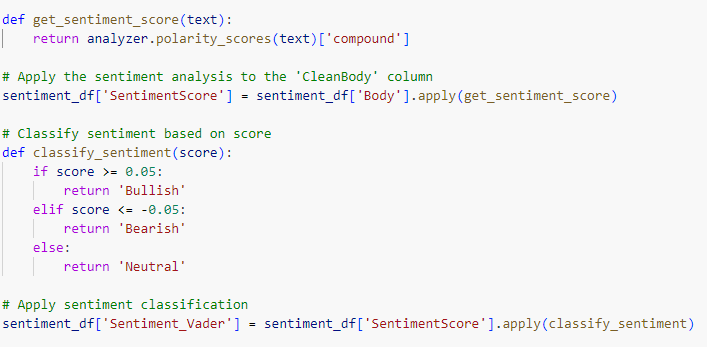 def get_sentiment_score(text):
    return analyzer.polarity_scores(text)['compound']
# Apply the sentiment analysis to the 'CleanBody' column
sentiment_df['SentimentScore'] = sentiment_df['Body'].apply(get_sentiment_score)
# Classify sentiment based on score
def classify_sentiment(score):
    if score >= 0.05:
        return 'Bullish'
    elif score <= -0.05:
        return 'Bearish'
    else:
        return 'Neutral'
# Apply sentiment classification
sentiment_df['Sentiment_Vader'] = sentiment_df['SentimentScore'].apply(classify_sentiment)